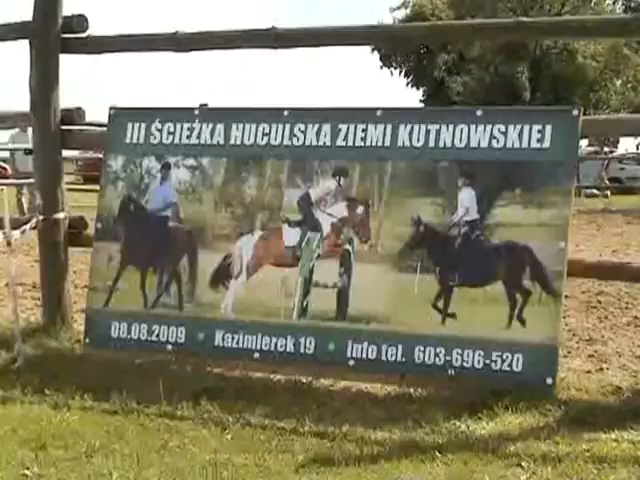 III ŚCIEŻKA HUCULSKA ZIEMI KUTNOWSKIEJ
08.08.2009 Kazimierek 19 Info tel. 603-696-520